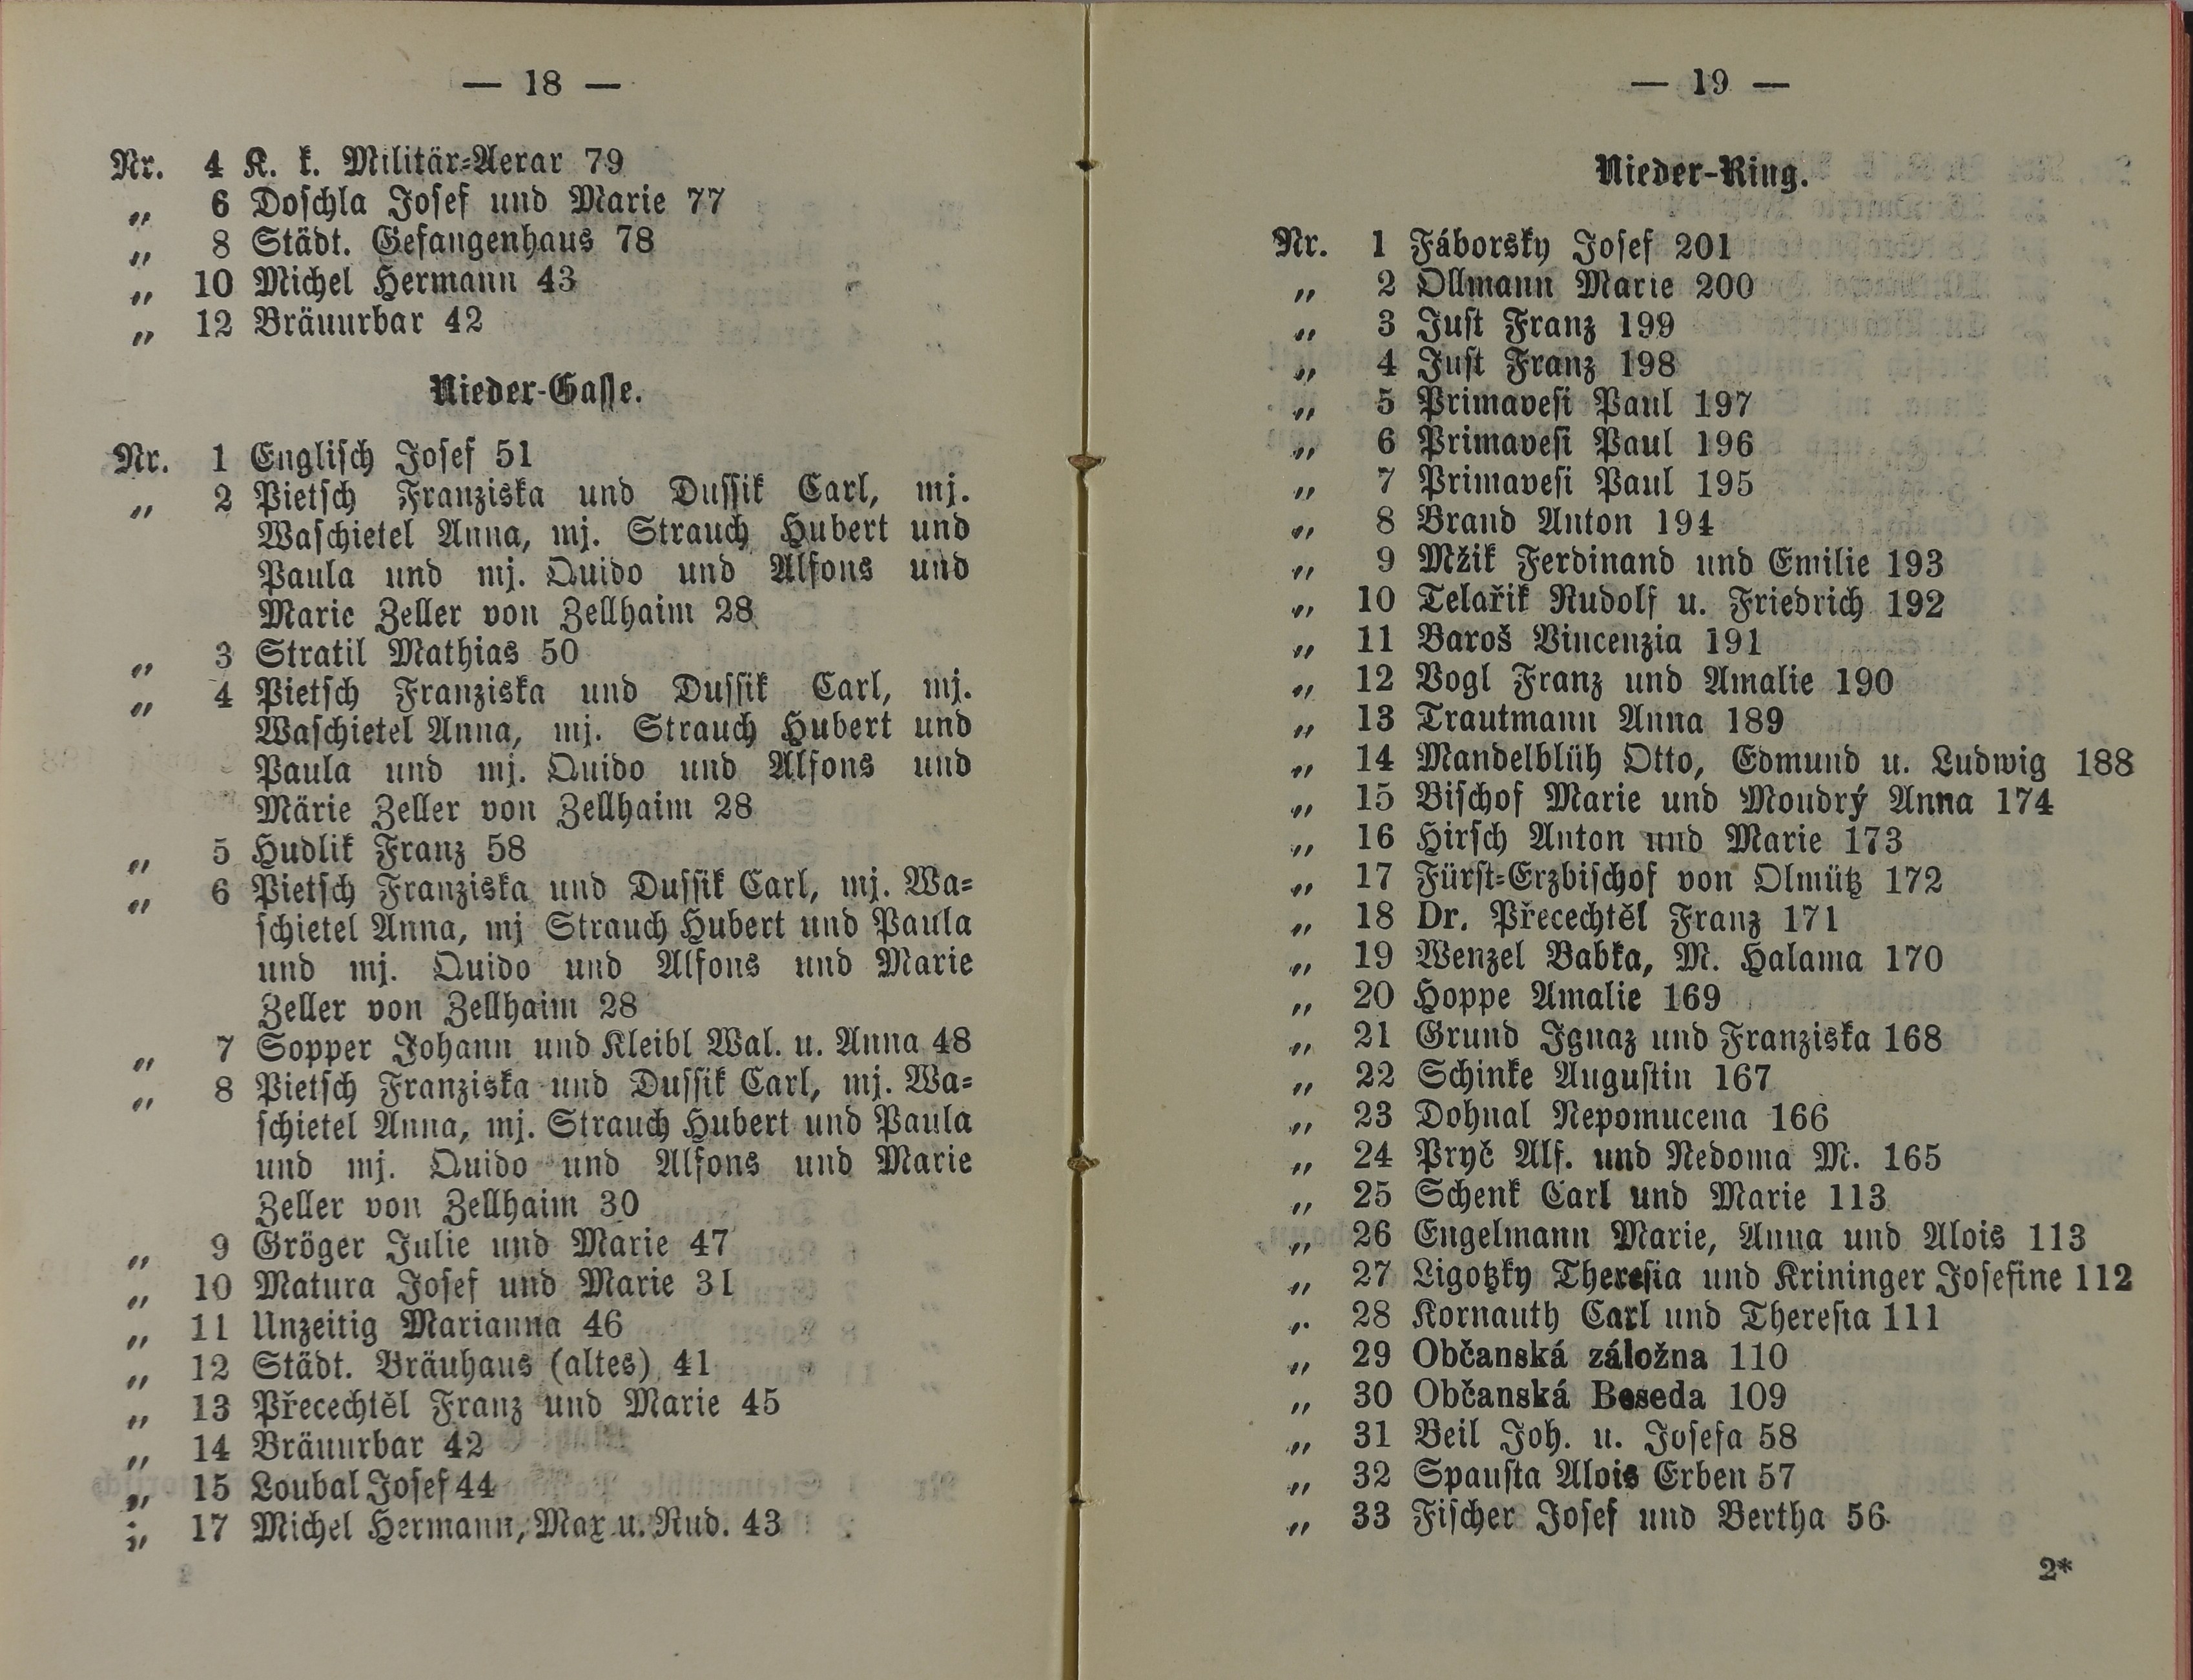 — 18 —
Nr. 4 K. k. Militär=Aerar 79
„ 6 Doschla Josef und Marie 77
„ 8 Städt. Gefangenhaus 78
„ 10 Michel Hermann 43
„ 12 Bräuurbar 42
Nieder-Gasse.
Nr. 1 Englisch Josef 51
„ 2 Pietsch Franziska und Dussik Carl, mj.
Waschietel Anna, mj. Strauch Hubert und
Paula und mj. Quido und Alfons und
Marie Zeller von Zellhaim 28
„ 3 Stratil Mathias 50
„ 4 Pietsch Franziska und Dussik Carl, mj.
Waschietel Anna, mj. Strauch Hubert und
Paula und mj. Quido und Alfons und
Märie Zeller von Zellhaim 28
„ 5 Hudlik Franz 58
„ 6 Pietsch Franziska und Dussik Carl, mj. Wa=
schietel Anna, mj Strauch Hubert und Paula
und mj. Quido und Alfons und Marie
Zeller von Zellhaim 28
„ 7 Sopper Johann und Kleibl Wal. u. Anna 48
„ 8 Pietsch Franziska und Dussik Carl, mj. Wa=
schietel Anna, mj. Strauch Hubert und Paula
und mj. Quido und Alfons und Marie
Zeller von Zellhaim 30
„ 9 Gröger Julie und Marie 47
„ 10 Matura Josef und Marie 31
„ 11 Unzeitig Marianna 46
„ 12 Städt. Bräuhaus (altes) 41
„ 13 Přecechtěl Franz und Marie 45
„ 14 Bräuurbar 42
„ 15 Loubal Josef 44
„ 17 Michel Hermann, Max u. Rud. 43
— 19 —
Nieder-Ring.
Nr. 1 Fáborsky Josef 201
„ 2 Ollmann Marie 200
„ 3 Just Franz 199
„ 4 Just Franz 198
„ 5 Primavesi Paul 197
„ 6 Primavesi Paul 196
„ 7 Primavesi Paul 195
„ 8 Brand Anton 194
„ 9 Mžik Ferdinand und Emilie 193
„ 10 Telařik Rudolf u. Friedrich 192
„ 11 Baroš Vincenzia 191
„ 12 Vogl Franz und Amalie 190
„ 13 Trautmann Anna 189
„ 14 Mandelblüh Otto, Edmund u. Ludwig 188
„ 15 Bischof Marie und Moudrý Anna 174
„ 16 Hirsch Anton und Marie 173
„ 17 Fürst=Erzbischof von Olmütz 172
„ 18 Dr. Přecechtěl Franz 171
„ 19 Wenzel Babka, M. Halama 170
„ 20 Hoppe Amalie 169
„ 21 Grund Ignaz und Franziska 168
„ 22 Schinke Augustin 167
„ 23 Dohnal Nepomucena 166
„ 24 Pryč Alf. und Nedoma M. 165
„ 25 Schenk Carl und Marie 113
„ 26 Engelmann Marie, Anna und Alois 113
„ 27 Ligotzky Theresia und Krininger Josefine 112
„ 28 Kornauth Carl und Theresia 111
„ 29 Občanská záložna 110
„ 30 Občanská Beseda 109
„ 31 Beil Joh. u. Josefa 58
„ 32 Spausta Alois Erben 57
„ 33 Fischer Josef und Bertha 56
2*